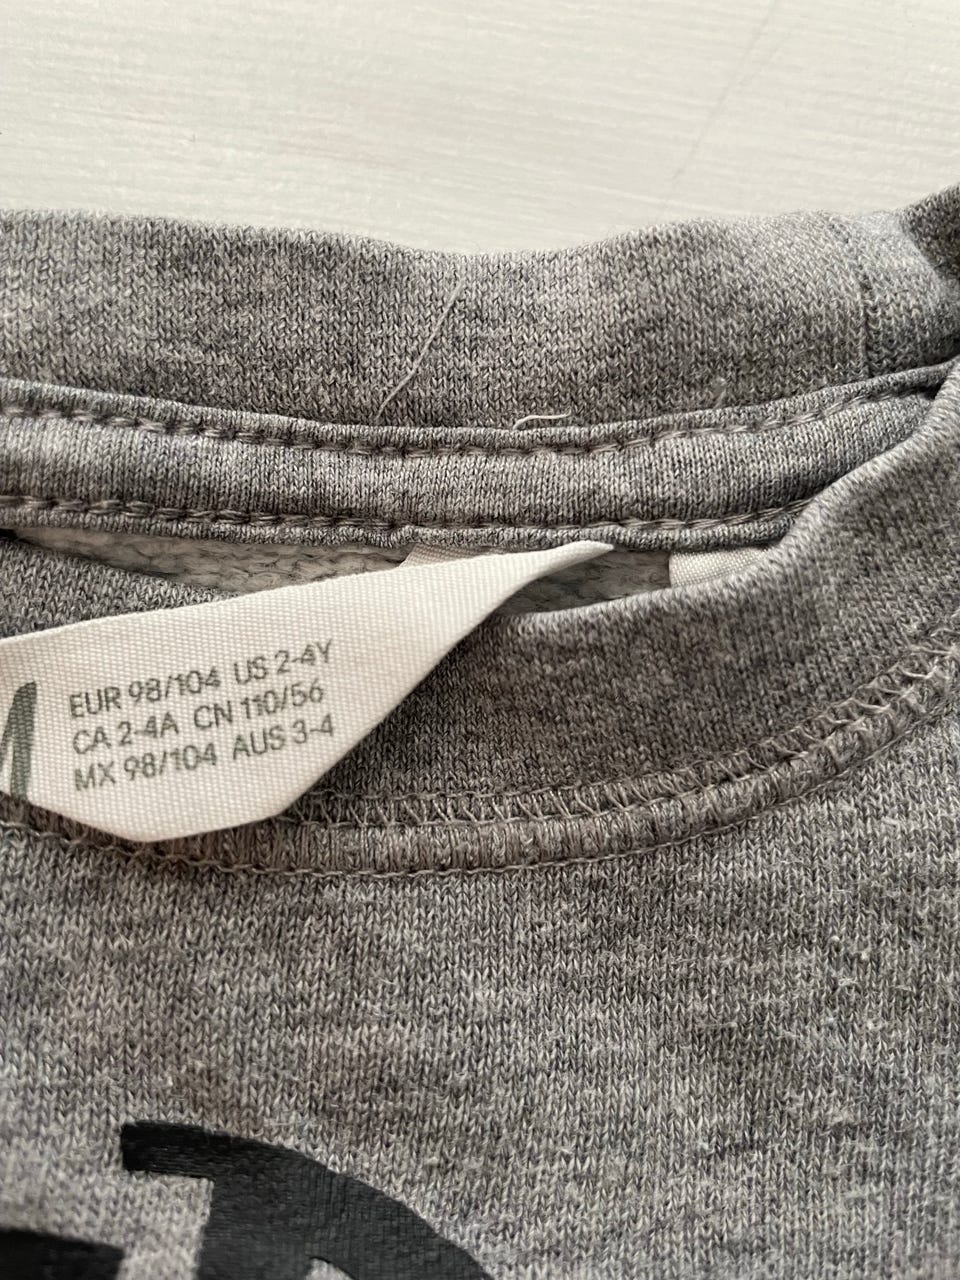 EUR 98/104 US 2-4Y
CA 2-4A CN 110/56
MX 98/104 AUS 3-4